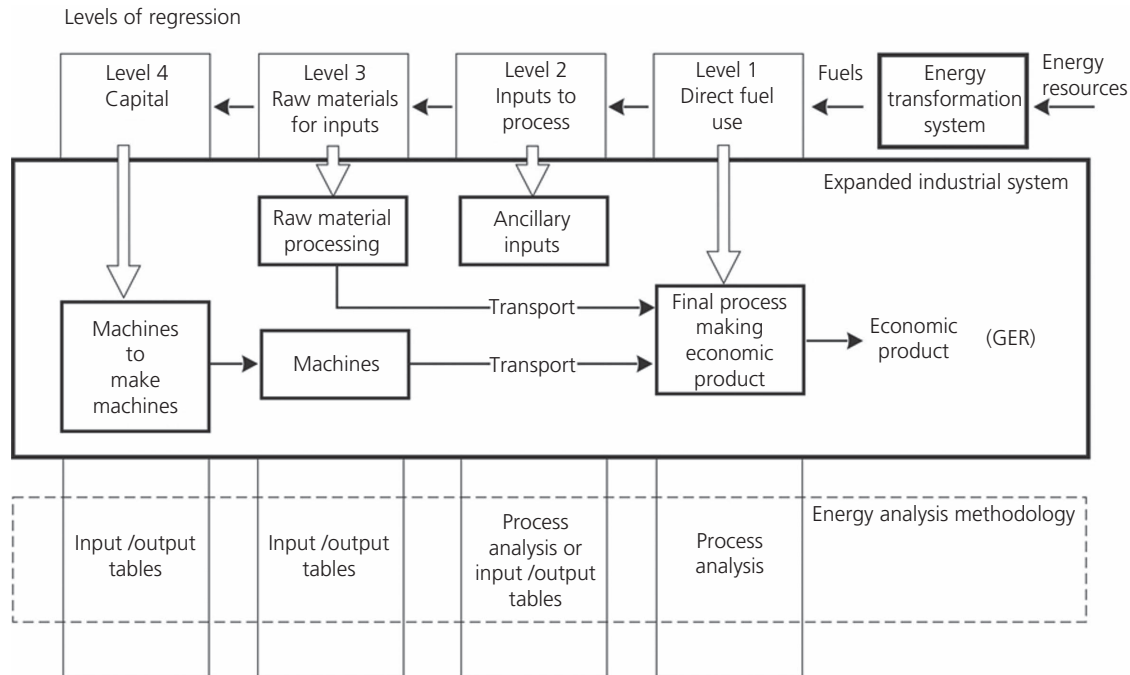 Levels of regression
Level 4
Capital
Level 3
Raw materials
for inputs
Level 2
Inputs to
process
Level 1
Direct fuel
use
Fuels
Energy
transformation
system
Energy
resources
Expanded industrial system
Raw material
processing
Ancillary
inputs
Machines
to
make
machines
Machines
Transport
Transport
Final process
making
economic
product
Economic
product
(GER)
Energy analysis methodology
Input /output
tables
Input /output
tables
Process
analysis or
input /output
tables
Process
analysis